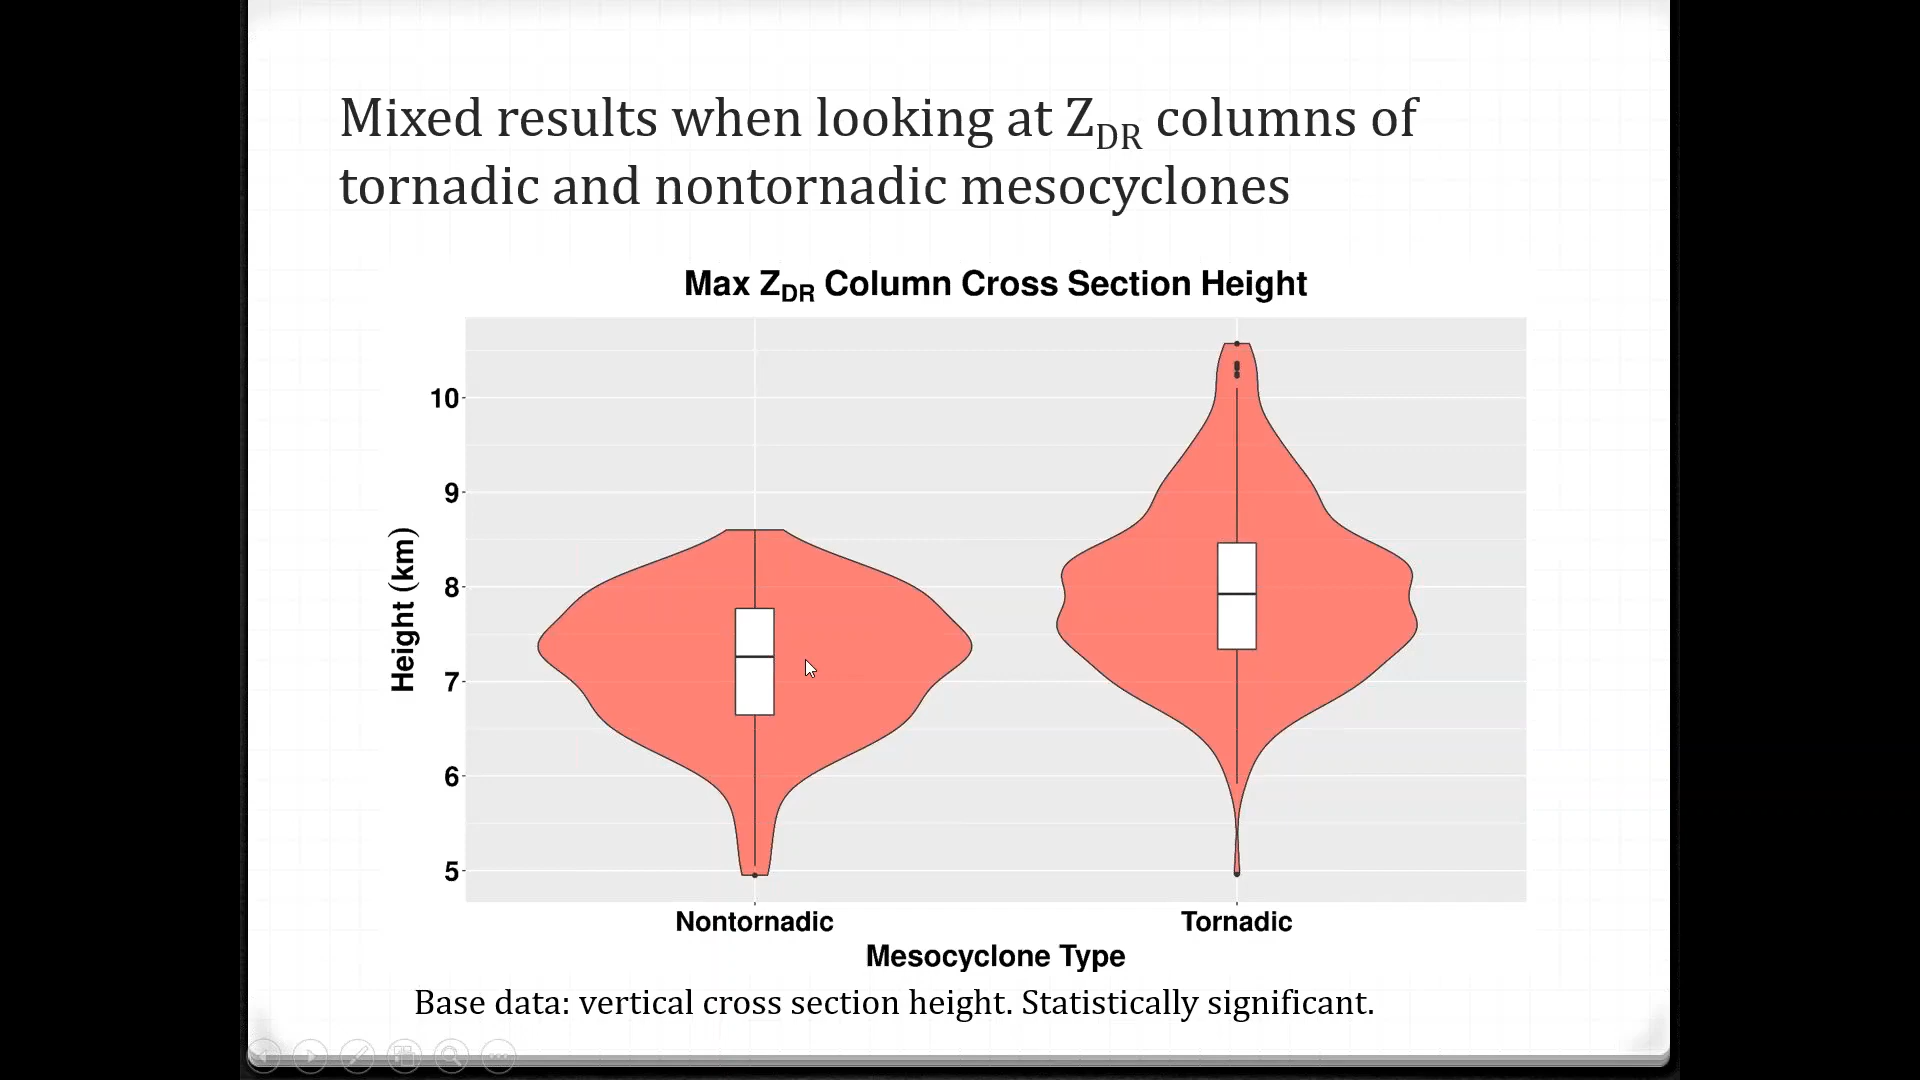 Mixed results when looking at ZDR columns of
tornadic and nontornadic mesocyclones
Max ZDR Column Cross Section Height
10
9
8
7
6
5
Height (km)
Nontornadic
Tornadic
Mesocyclone Type
Base data: vertical cross section height. Statistically significant.